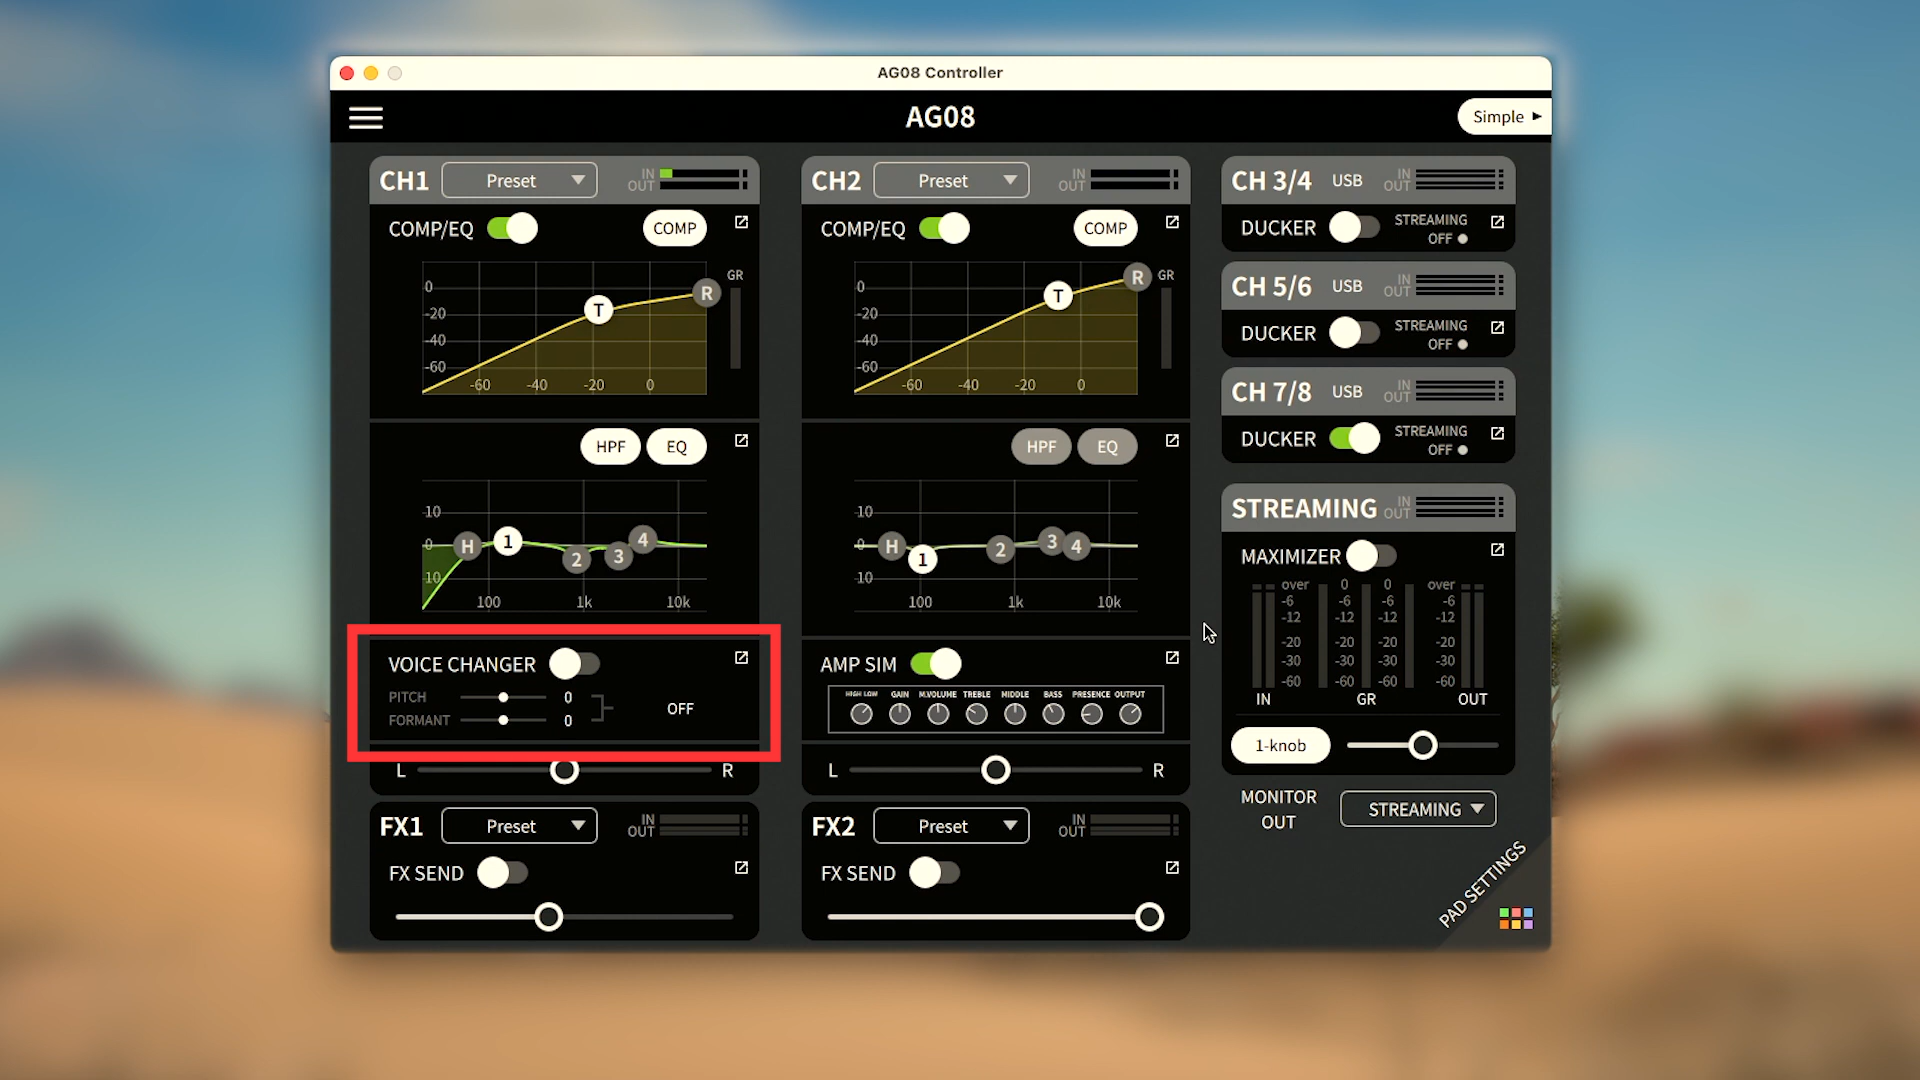 AG08 Controller
AG08
Simple
CH1 Preset IN OUT
COMP/EQ COMP
GR
0
-20
-40
-60
-60 -40 -20 0
HPF EQ
10
0
10
100 1k 10k
VOICE CHANGER
PITCH 0
FORMANT 0
OFF
L R
FX1 Preset IN OUT
FX SEND
CH2 Preset IN OUT
COMP/EQ COMP
GR
0
-20
-40
-60
-60 -40 -20 0
T R
HPF EQ
10
0
10
H 1 2 3 4
100 1k 10k
AMP SIM
HIGH LOW GAIN M.VOLUME TREBLE MIDDLE BASS PRESENCE OUTPUT
L R
FX2 Preset IN OUT
FX SEND
T R
H 1 2 3 4
CH 3/4 USB IN OUT
DUCKER STREAMING OFF
CH 5/6 USB IN OUT
DUCKER STREAMING OFF
CH 7/8 USB IN OUT
DUCKER STREAMING OFF
STREAMING IN OUT
MAXIMIZER
over 0 0 over
-6 -6 -6 -6
-12 -12 -12 -12
-20 -20 -20 -20
-30 -30 -30 -30
-60 -60 -60 -60
IN GR OUT
1-knob
MONITOR OUT STREAMING
PAD SETTINGS